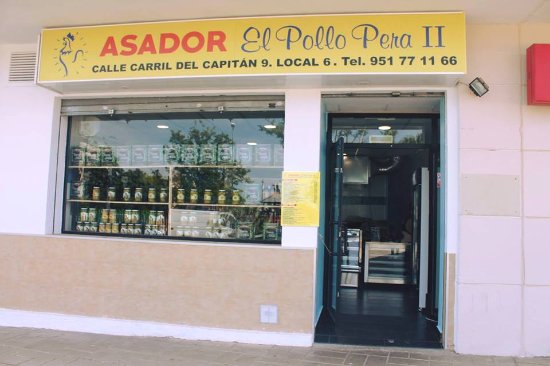 ASADOR El Pollo Pera II
CALLE CARRIL DEL CAPITÁN 9. LOCAL 6. Tel. 951 77 11 66